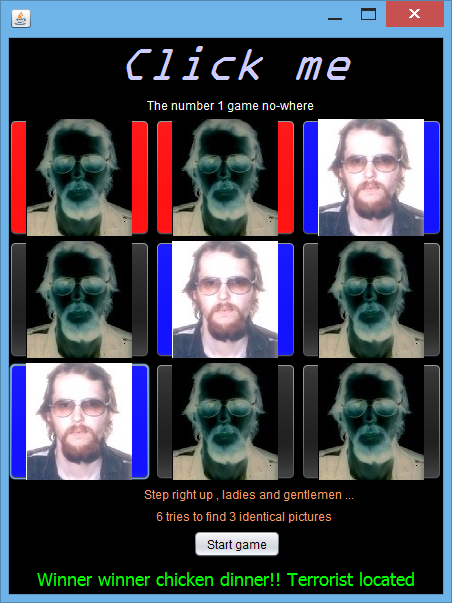 Click me
The number 1 game no-where
Step right up , ladies and gentlemen ...
6 tries to find 3 identical pictures
Start game
Winner winner chicken dinner!! Terrorist located